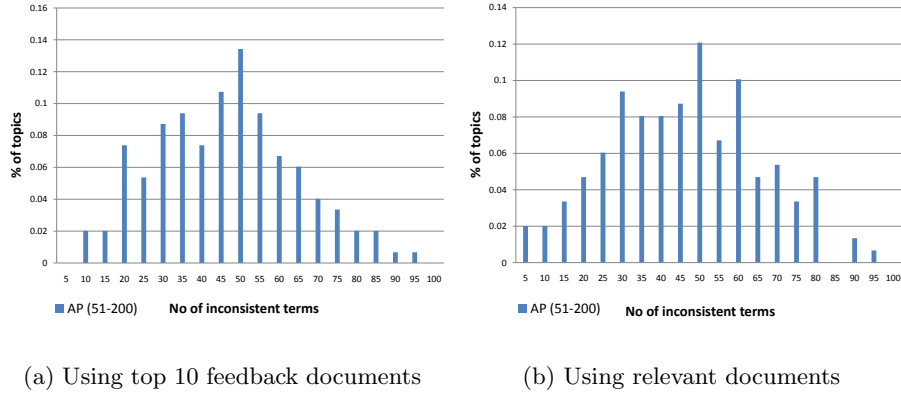 0.16
0.14
0.12
0.1
0.08
0.06
0.04
0.02
0
% of topics
5 10 15 20 25 30 35 40 45 50 55 60 65 70 75 80 85 90 95 100
AP (51-200) No of inconsistent terms
(a) Using top 10 feedback documents
0.14
0.12
0.1
0.08
0.06
0.04
0.02
0
% of topics
5 10 15 20 25 30 35 40 45 50 55 60 65 70 75 80 85 90 95 100
AP (51-200) No of inconsistent terms
(b) Using relevant documents